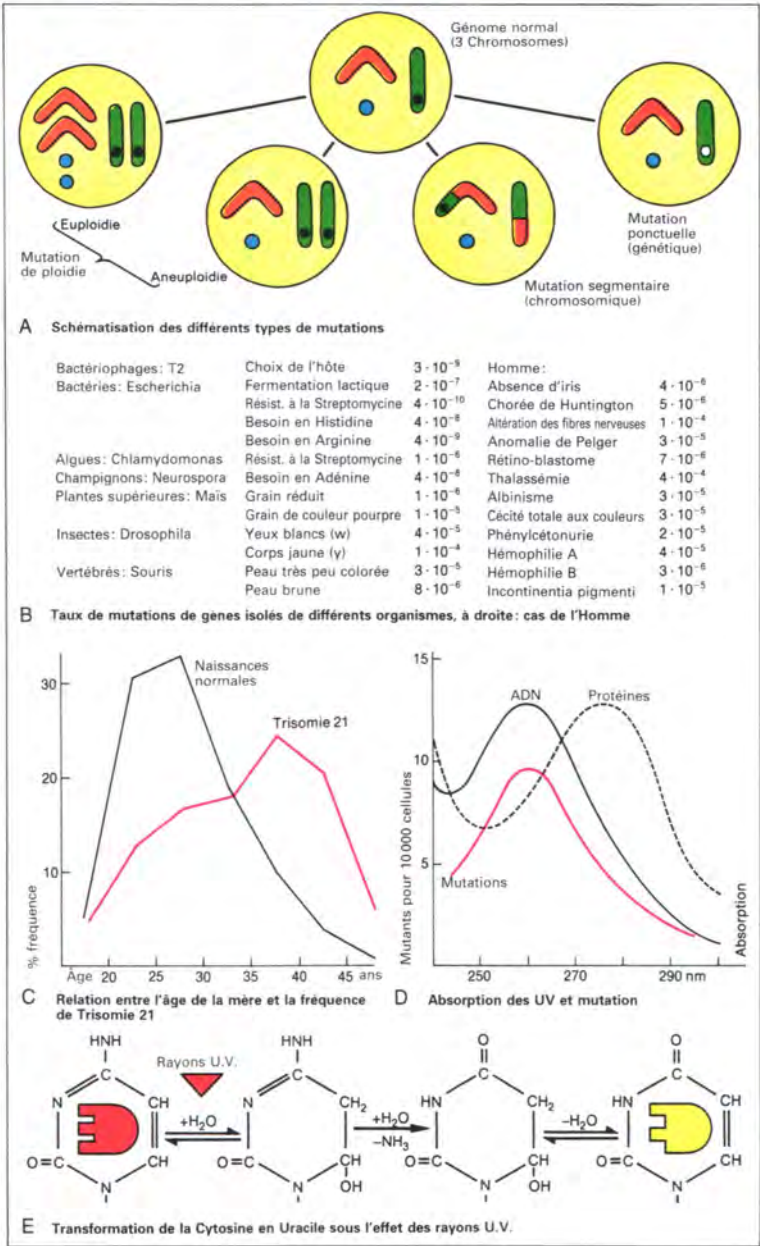 Génome normal
(3 Chromosomes)
Euploidie
Mutation
de ploidie
Aneuploidie
Mutation
ponctuelle
(génétique)
Mutation segmentaire
(chromosomique)
A Schématisation des différents types de mutations
Bactériophages: T2 Choix de l'hôte 3·10⁻⁹ Homme:
Bactéries: Escherichia Fermentation lactique 2·10⁻⁷ Absence d'iris 4·10⁻⁶
Résist. à la Streptomycine 4·10⁻¹⁰ Chorée de Huntington 5·10⁻⁶
Besoin en Histidine 4·10⁻⁸ Altération des fibres nerveuses 1·10⁻⁴
Besoin en Arginine 4·10⁻⁹ Anomalie de Pelger 3·10⁻⁵
Algues: Chlamydomonas Résist. à la Streptomycine 1·10⁻⁶ Rétino-blastome 7·10⁻⁶
Champignons: Neurospora Besoin en Adénine 4·10⁻⁸ Thalassémie 4·10⁻⁴
Plantes supérieures: Maïs Grain réduit 1·10⁻⁶ Albinisme 3·10⁻⁵
Grain de couleur pourpre 1·10⁻⁵ Cécité totale aux couleurs 3·10⁻⁵
Insectes: Drosophila Yeux blancs (w) 4·10⁻⁵ Phénylcétonurie 2·10⁻⁵
Corps jaune (y) 1·10⁻⁴ Hémophilie A 4·10⁻⁵
Vertébrés: Souris Peau très peu colorée 3·10⁻⁵ Hémophilie B 3·10⁻⁶
Peau brune 8·10⁻⁶ Incontinentia pigmenti 1·10⁻⁵
B Taux de mutations de gènes isolés de différents organismes, à droite: cas de l'Homme
% fréquence
30
20
10
Naissances
normales
Trisomie 21
Âge 20 25 30 35 40 45 ans
C Relation entre l'âge de la mère et la fréquence
de Trisomie 21
Mutants pour 10 000 cellules
15
10
5
ADN
Protéines
Mutations
Absorption
250 270 290 nm
D Absorption des UV et mutation
HNH HNH O O
Rayons U.V.
N CH +H₂O N CH₂ +H₂O HN CH₂ −H₂O HN CH
−NH₃
O=C CH O=C CH O=C CH O=C CH
N N OH N OH N
E Transformation de la Cytosine en Uracile sous l'effet des rayons U.V.